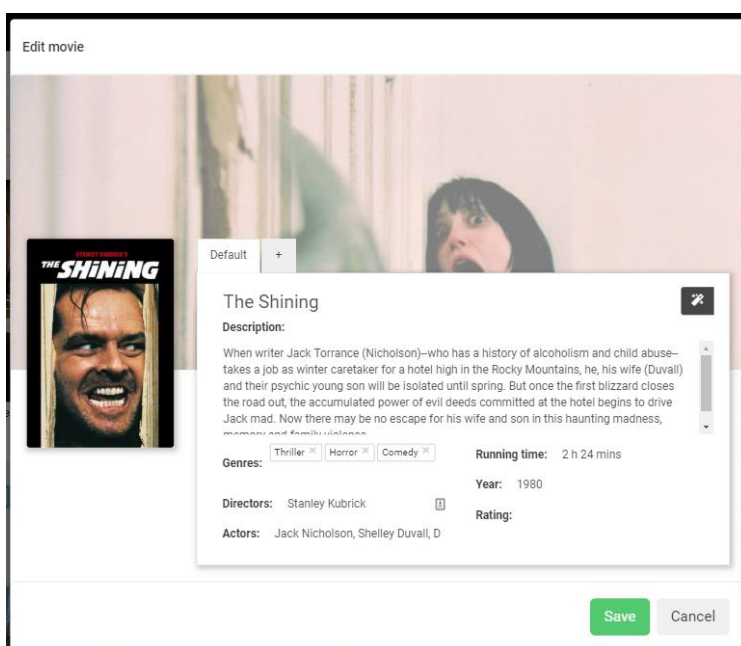 Edit movie
STANLEY KUBRICK'S
THE SHiNiNG
Default +
The Shining
Description:
When writer Jack Torrance (Nicholson)–who has a history of alcoholism and child abuse–
takes a job as winter caretaker for a hotel high in the Rocky Mountains, he, his wife (Duvall)
and their psychic young son will be isolated until spring. But once the first blizzard closes
the road out, the accumulated power of evil deeds committed at the hotel begins to drive
Jack mad. Now there may be no escape for his wife and son in this haunting madness,
memory and family violence.
Genres: Thriller × Horror × Comedy ×
Running time: 2 h 24 mins
Year: 1980
Directors: Stanley Kubrick
Rating:
Actors: Jack Nicholson, Shelley Duvall, D
Save Cancel